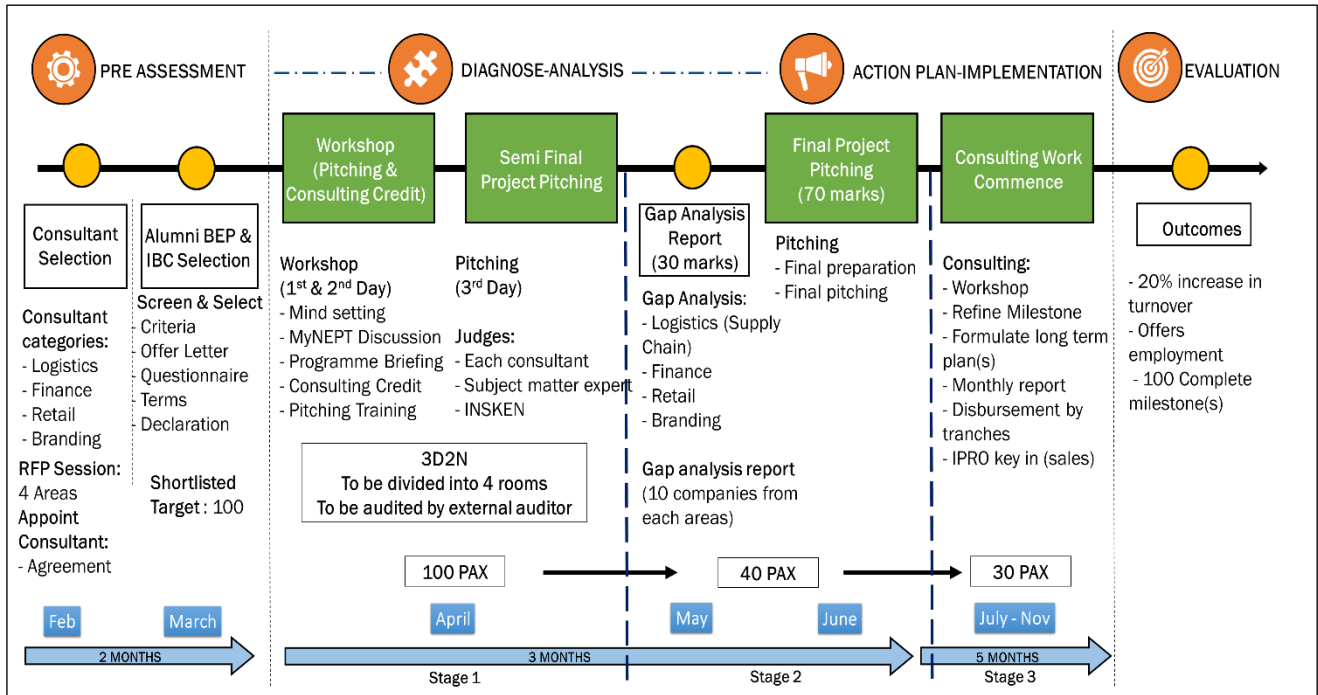 PRE ASSESSMENT
DIAGNOSE-ANALYSIS
ACTION PLAN-IMPLEMENTATION
EVALUATION
Workshop
(Pitching &
Consulting Credit)
Semi Final
Project Pitching
Final Project
Pitching
(70 marks)
Consulting Work
Commence
Consultant
Selection
Consultant
categories:
- Logistics
- Finance
- Retail
- Branding
RFP Session:
4 Areas
Appoint
Consultant:
- Agreement
Alumni BEP &
IBC Selection
Screen & Select
- Criteria
- Offer Letter
- Questionnaire
- Terms
- Declaration
Shortlisted
Target : 100
Workshop
(1st & 2nd Day)
- Mind setting
- MyNEPT Discussion
- Programme Briefing
- Consulting Credit
- Pitching Training
Pitching
(3rd Day)
Judges:
- Each consultant
- Subject matter expert
- INSKEN
3D2N
To be divided into 4 rooms
To be audited by external auditor
Gap Analysis
Report
(30 marks)
Gap Analysis:
- Logistics (Supply
Chain)
- Finance
- Retail
- Branding
Gap analysis report
(10 companies from
each areas)
Pitching
- Final preparation
- Final pitching
Consulting:
- Workshop
- Refine Milestone
- Formulate long term
plan(s)
- Monthly report
- Disbursement by
tranches
- IPRO key in (sales)
Outcomes
- 20% increase in
turnover
- Offers
employment
- 100 Complete
milestone(s)
100 PAX
40 PAX
30 PAX
Feb
March
April
May
June
July - Nov
2 MONTHS
3 MONTHS
5 MONTHS
Stage 1
Stage 2
Stage 3